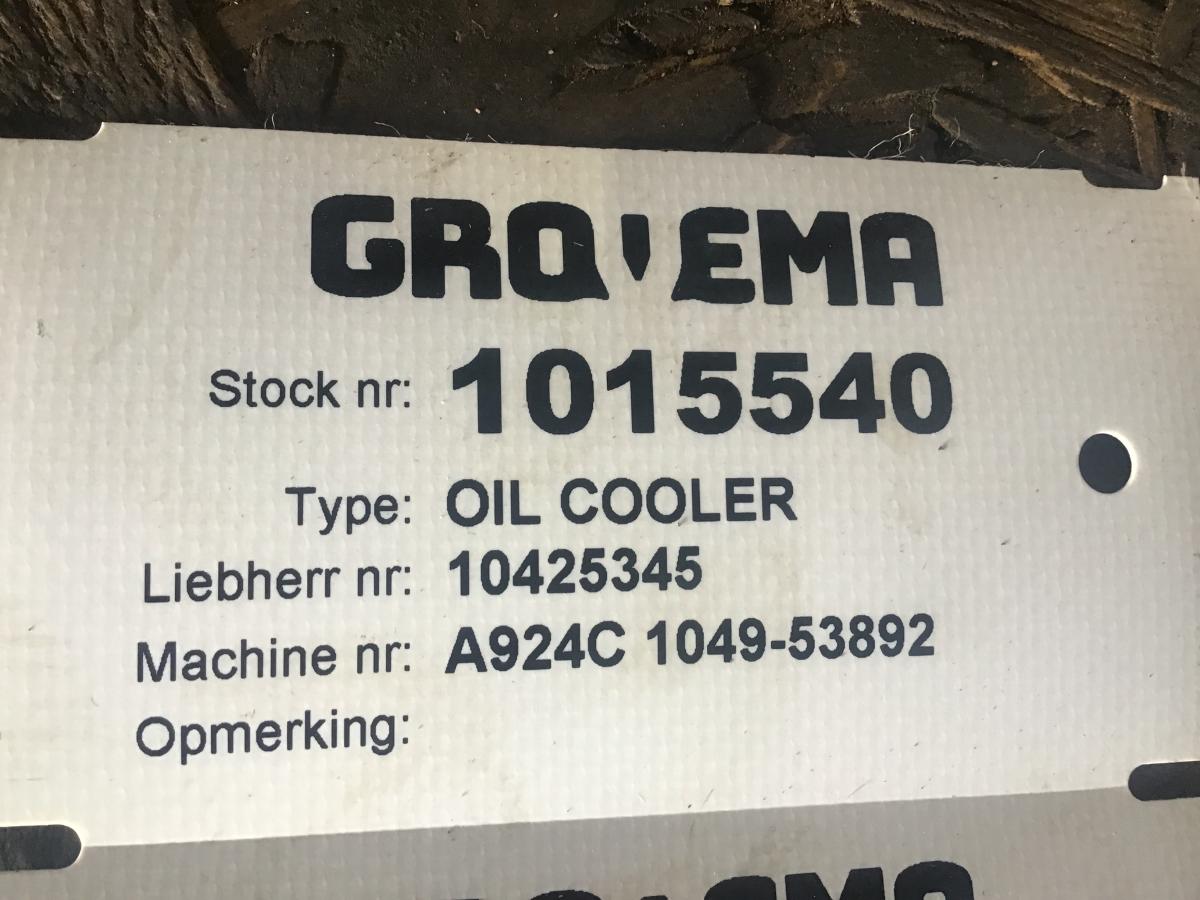 GRO'EMA
Stock nr: 1015540
Type: OIL COOLER
Liebherr nr: 10425345
Machine nr: A924C 1049-53892
Opmerking: